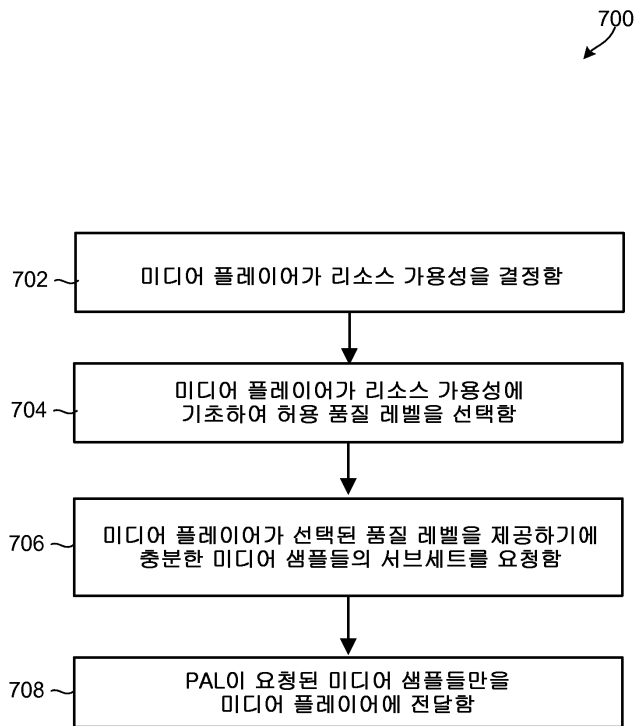 700
702
미디어 플레이어가 리소스 가용성을 결정함
704
미디어 플레이어가 리소스 가용성에
기초하여 허용 품질 레벨을 선택함
706
미디어 플레이어가 선택된 품질 레벨을 제공하기에
충분한 미디어 샘플들의 서브세트를 요청함
708
PAL이 요청된 미디어 샘플들만을
미디어 플레이어에 전달함